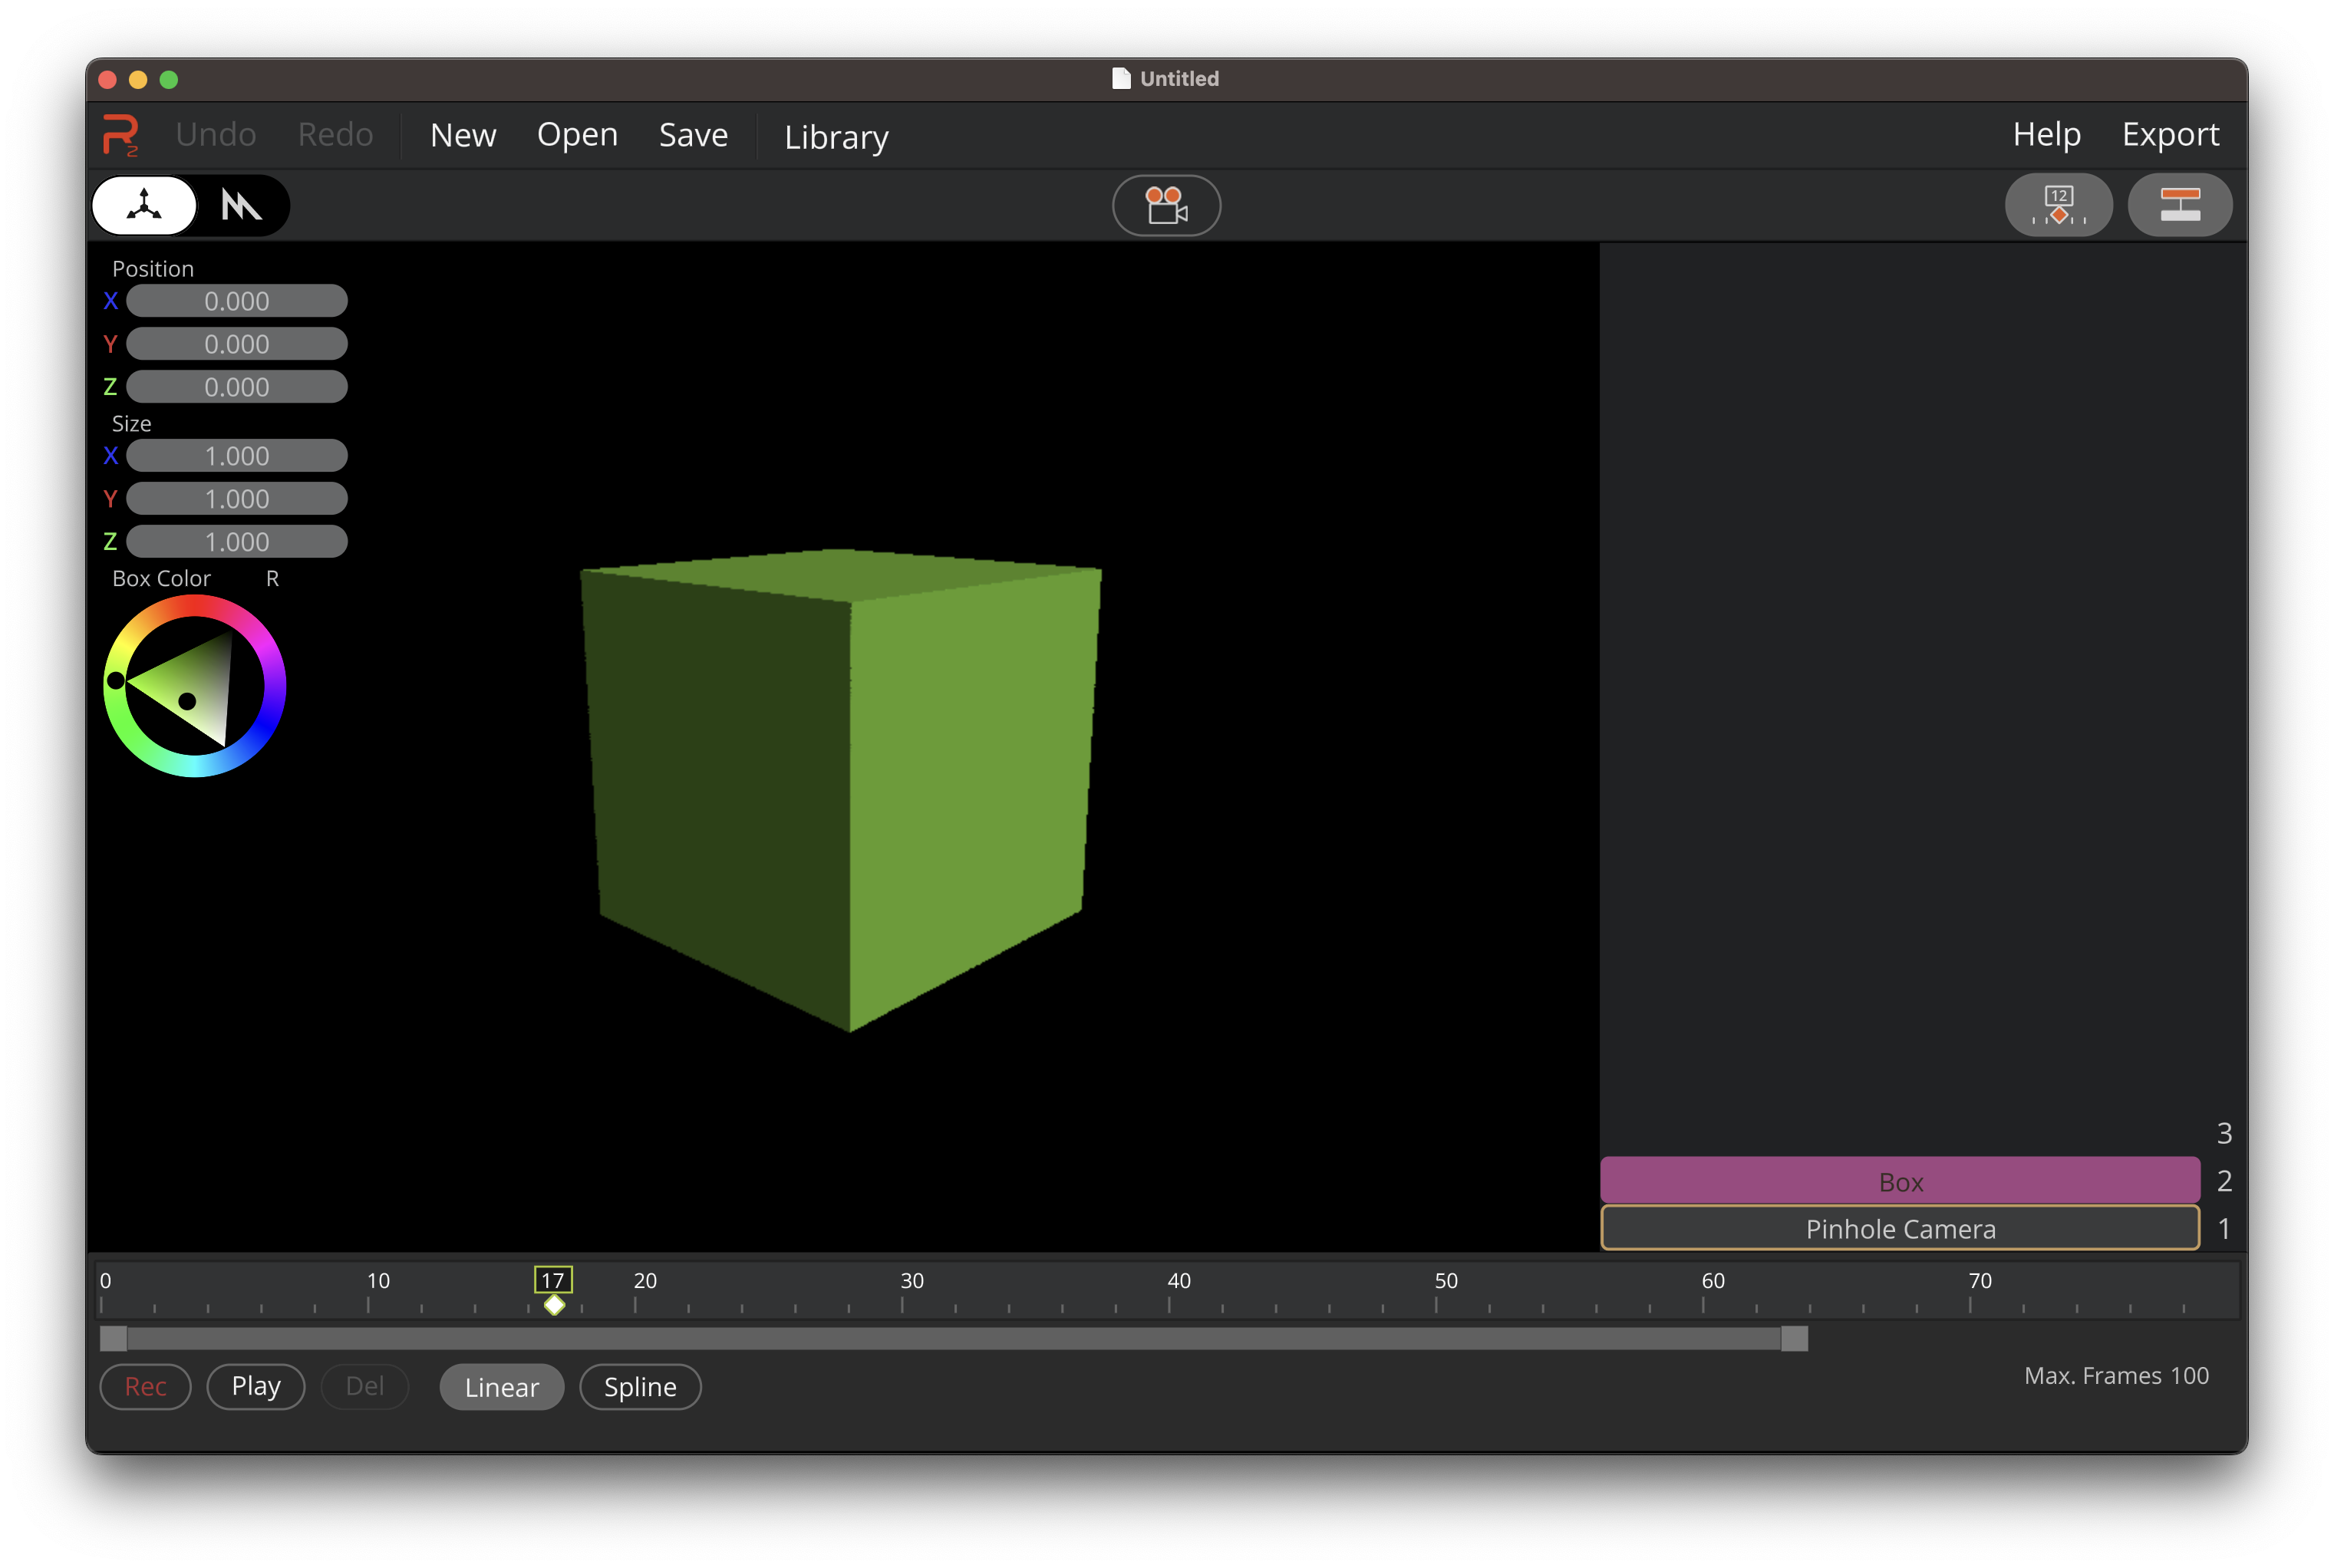 Untitled
R2 Undo Redo New Open Save Library Help Export
12
Position
X 0.000
Y 0.000
Z 0.000
Size
X 1.000
Y 1.000
Z 1.000
Box Color R
3
Box 2
Pinhole Camera 1
0 10 17 20 30 40 50 60 70
Rec Play Del Linear Spline Max. Frames 100